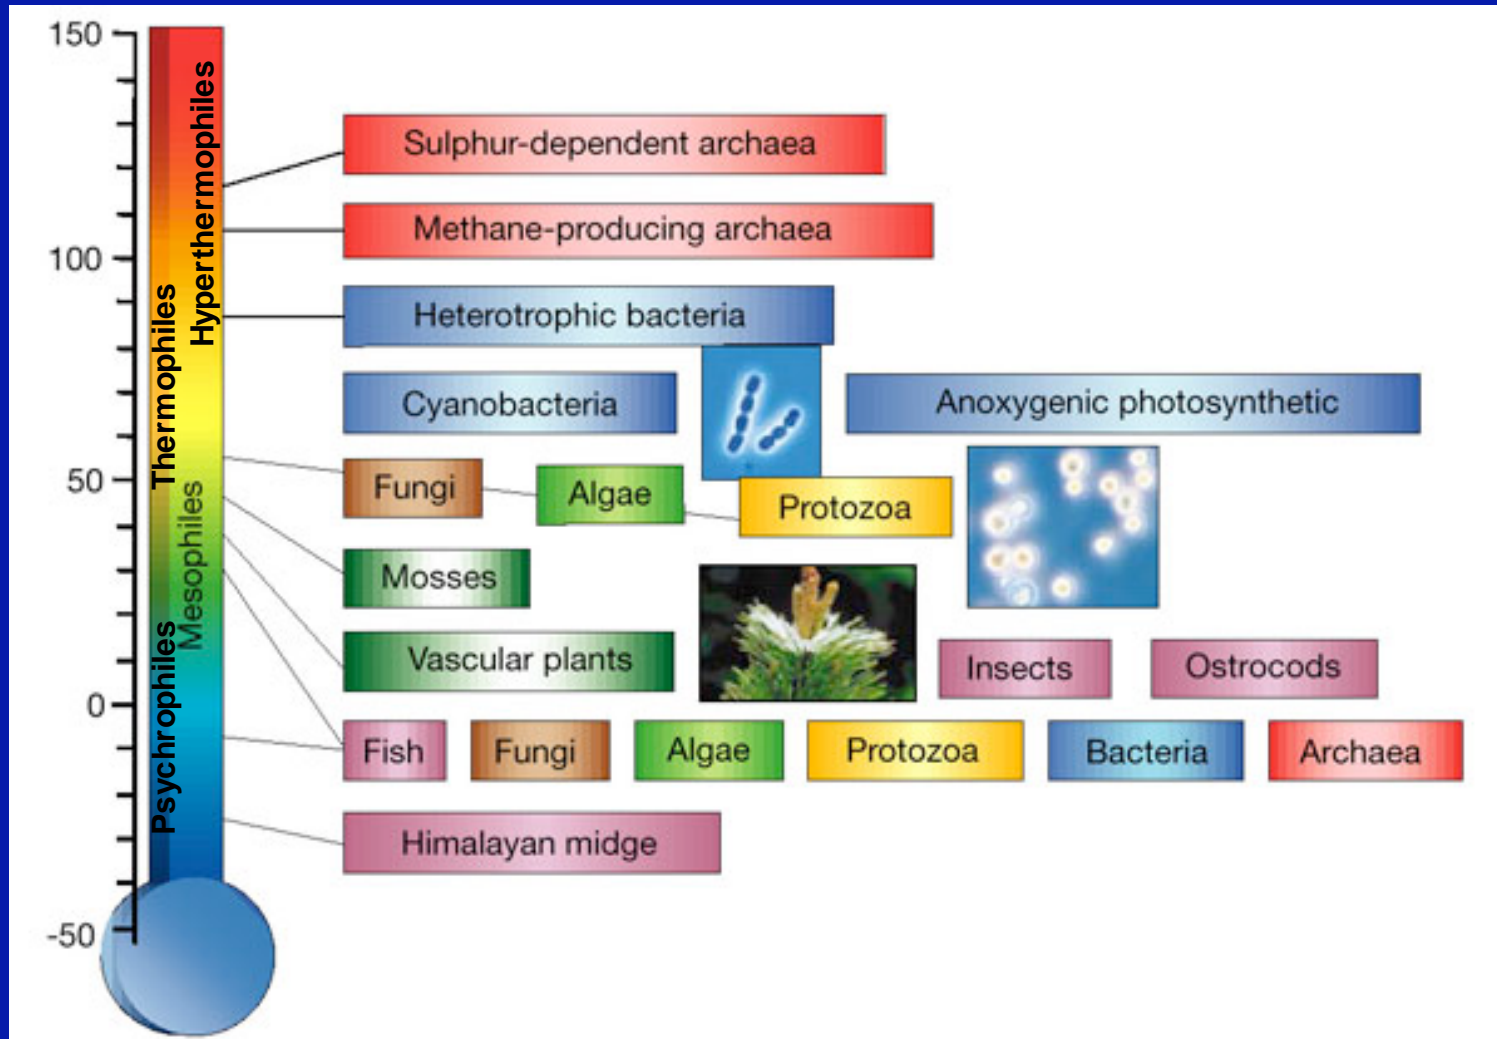 150
Hyperthermophiles
Sulphur-dependent archaea
Methane-producing archaea
100
Thermophiles
Heterotrophic bacteria
Cyanobacteria
Anoxygenic photosynthetic
50
Fungi
Algae
Protozoa
Mesophiles
Mosses
Psychrophiles
Vascular plants
Insects
Ostrocods
0
Fish
Fungi
Algae
Protozoa
Bacteria
Archaea
Himalayan midge
-50